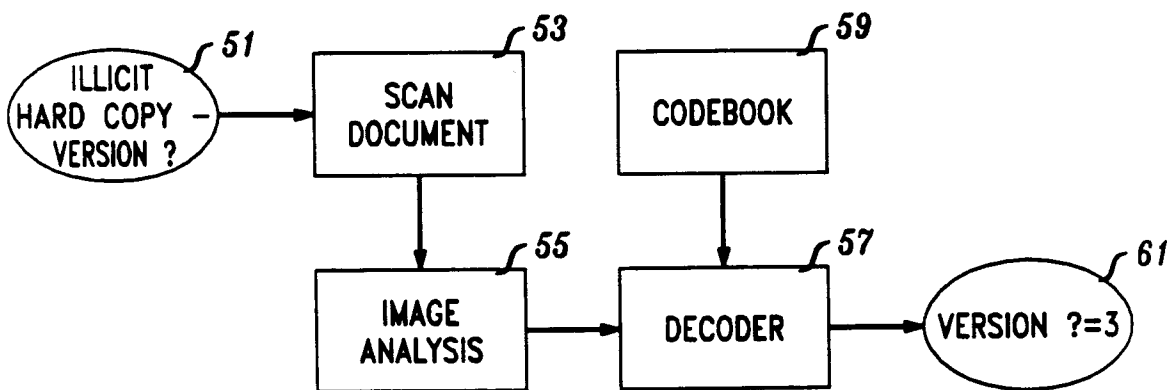 51
ILLICIT
HARD COPY -
VERSION ?
53
SCAN
DOCUMENT
59
CODEBOOK
55
IMAGE
ANALYSIS
57
DECODER
61
VERSION ?=3